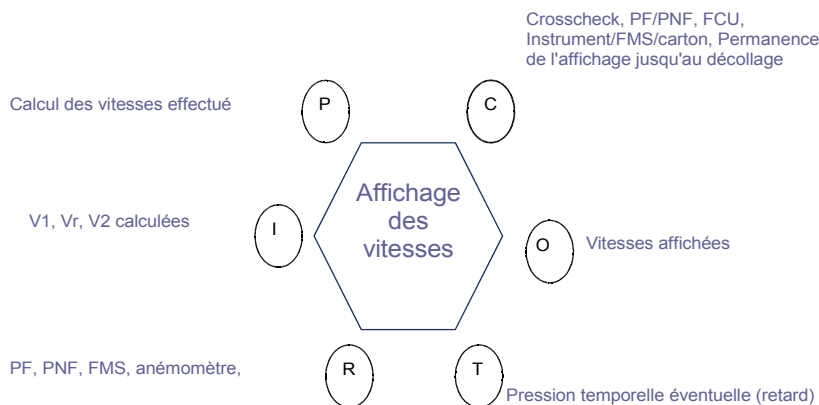 Crosscheck, PF/PNF, FCU,
Instrument/FMS/carton, Permanence
de l'affichage jusqu'au décollage
Calcul des vitesses effectué
P
C
Affichage
des
vitesses
V1, Vr, V2 calculées
I
O
Vitesses affichées
PF, PNF, FMS, anémomètre,
R
T
Pression temporelle éventuelle (retard)